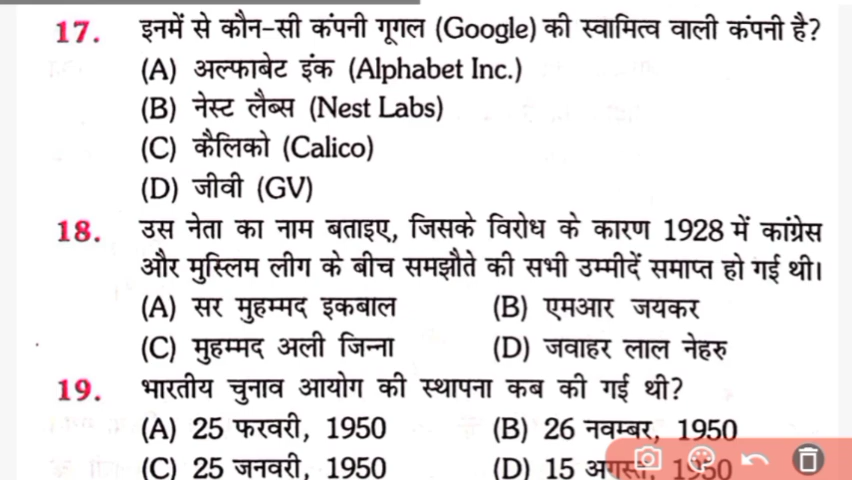 17. इनमें से कौन-सी कंपनी गूगल (Google) की स्वामित्व वाली कंपनी है?
(A) अल्फाबेट इंक (Alphabet Inc.)
(B) नेस्ट लैब्स (Nest Labs)
(C) कैलिको (Calico)
(D) जीवी (GV)
18. उस नेता का नाम बताइए, जिसके विरोध के कारण 1928 में कांग्रेस
और मुस्लिम लीग के बीच समझौते की सभी उम्मीदें समाप्त हो गई थी।
(A) सर मुहम्मद इकबाल (B) एमआर जयकर
(C) मुहम्मद अली जिन्ना (D) जवाहर लाल नेहरु
19. भारतीय चुनाव आयोग की स्थापना कब की गई थी?
(A) 25 फरवरी, 1950 (B) 26 नवम्बर, 1950
(C) 25 जनवरी, 1950 (D) 15 अगस्त, 1950